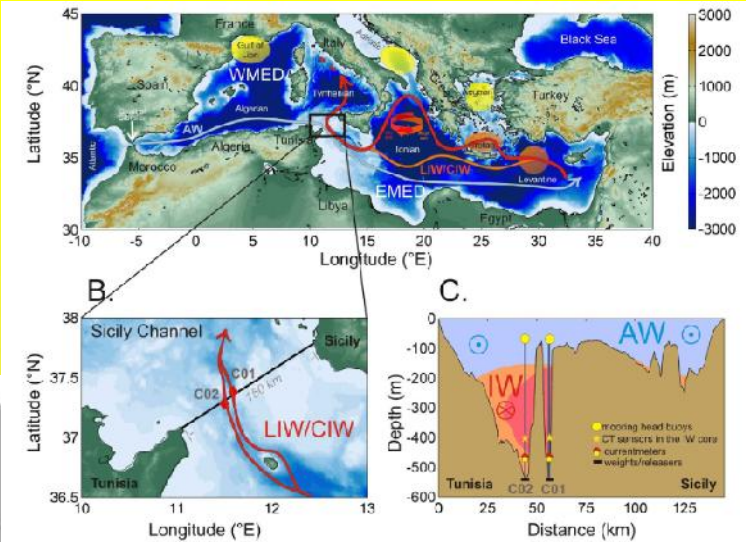 France
Italy
Black Sea
Gulf of
Lion
WMED
Spain
Turkey
Algerian
AW
Tunisia
Ionian
Atlantic
Algeria
Morocco
LIW/CIW
Levantine
EMED
Libya
Egypt
Latitude (°N)
45
40
35
30
-10 -5 0 5 10 15 20 25 30 35 40
Longitude (°E)
3000
2000
1000
0
-1000
-2000
-3000
Elevation (m)
B.
Sicily Channel
Sicily
C01
C02
150 km
LIW/CIW
Tunisia
Latitude (°N)
38
37.5
37
36.5
11 11.5 12 12.5 13
Longitude (°E)
C.
AW
IW
mooring head buoys
CT sensors in the IW core
currentmeters
weights/releasers
Tunisia
C02 C01
Sicily
Depth (m)
0
-100
-200
-300
-400
-500
-600
0 25 50 75 100 125
Distance (km)